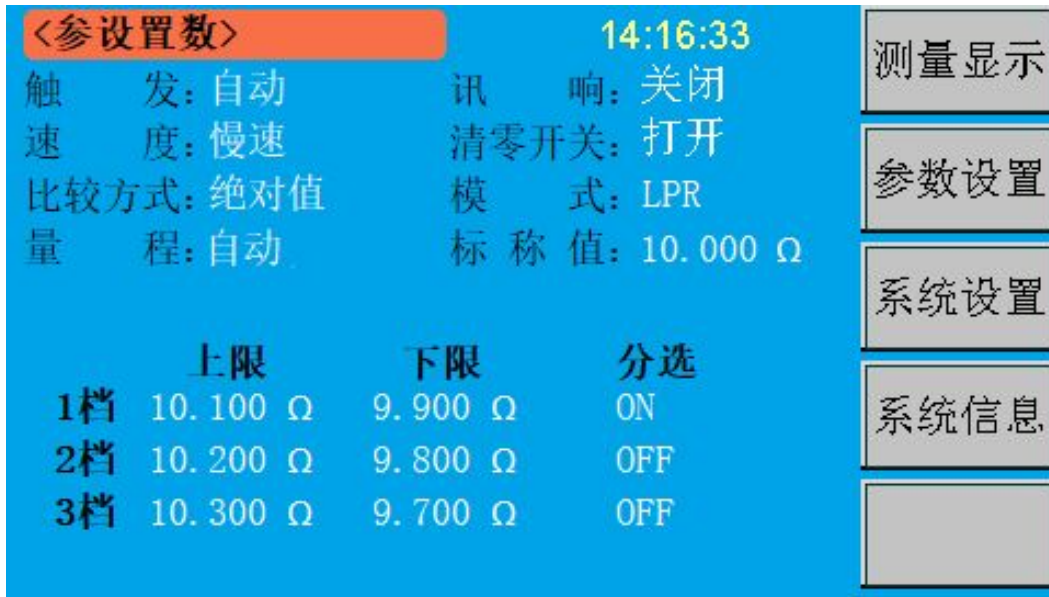 <参设置数> 14:16:33
触 发: 自动 讯 响: 关闭
速 度: 慢速 清零开关: 打开
比较方式: 绝对值 模 式: LPR
量 程: 自动 标 称 值: 10.000 Ω
上限 下限 分选
1档 10.100 Ω 9.900 Ω ON
2档 10.200 Ω 9.800 Ω OFF
3档 10.300 Ω 9.700 Ω OFF
测量显示
参数设置
系统设置
系统信息